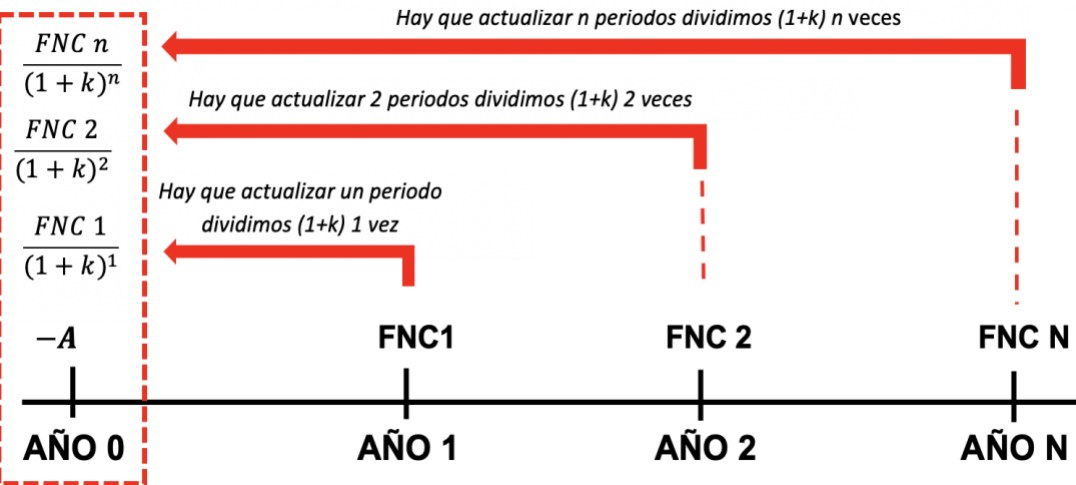 Hay que actualizar n periodos dividimos (1+k) n veces
FNC n
(1 + k)ⁿ
Hay que actualizar 2 periodos dividimos (1+k) 2 veces
FNC 2
(1 + k)²
Hay que actualizar un periodo
dividimos (1+k) 1 vez
FNC 1
(1 + k)¹
−A FNC1 FNC 2 FNC N
AÑO 0 AÑO 1 AÑO 2 AÑO N